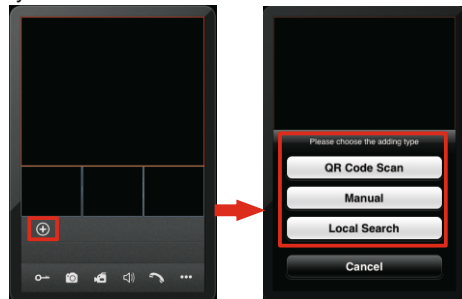 Please choose the adding type
QR Code Scan
Manual
Local Search
Cancel